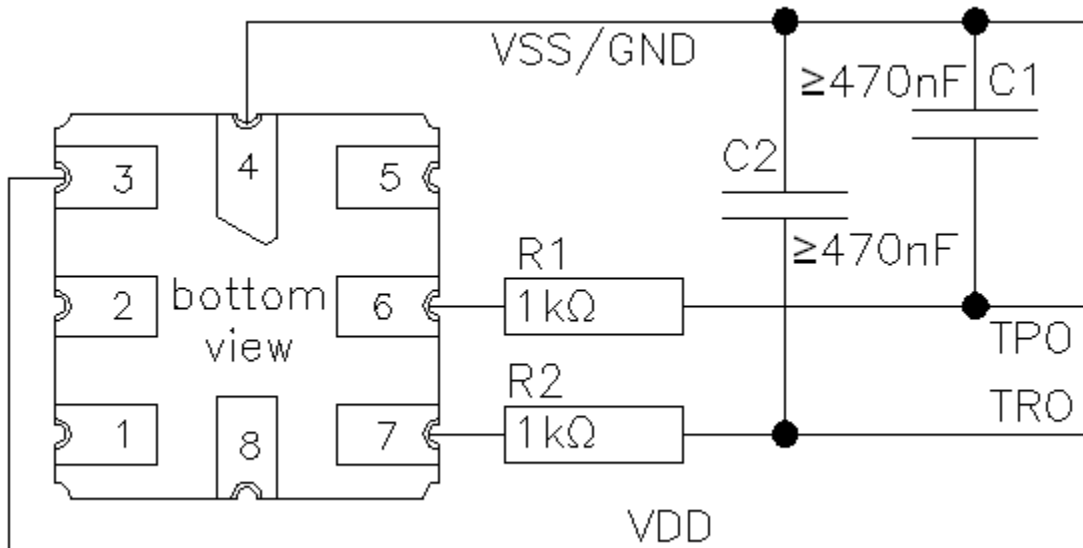 VSS/GND
≥470nF C1
3 4 5
C2
≥470nF
R1
2 bottom 6 1kΩ
view
TPO
R2
TRO
1 8 7 1kΩ
VDD